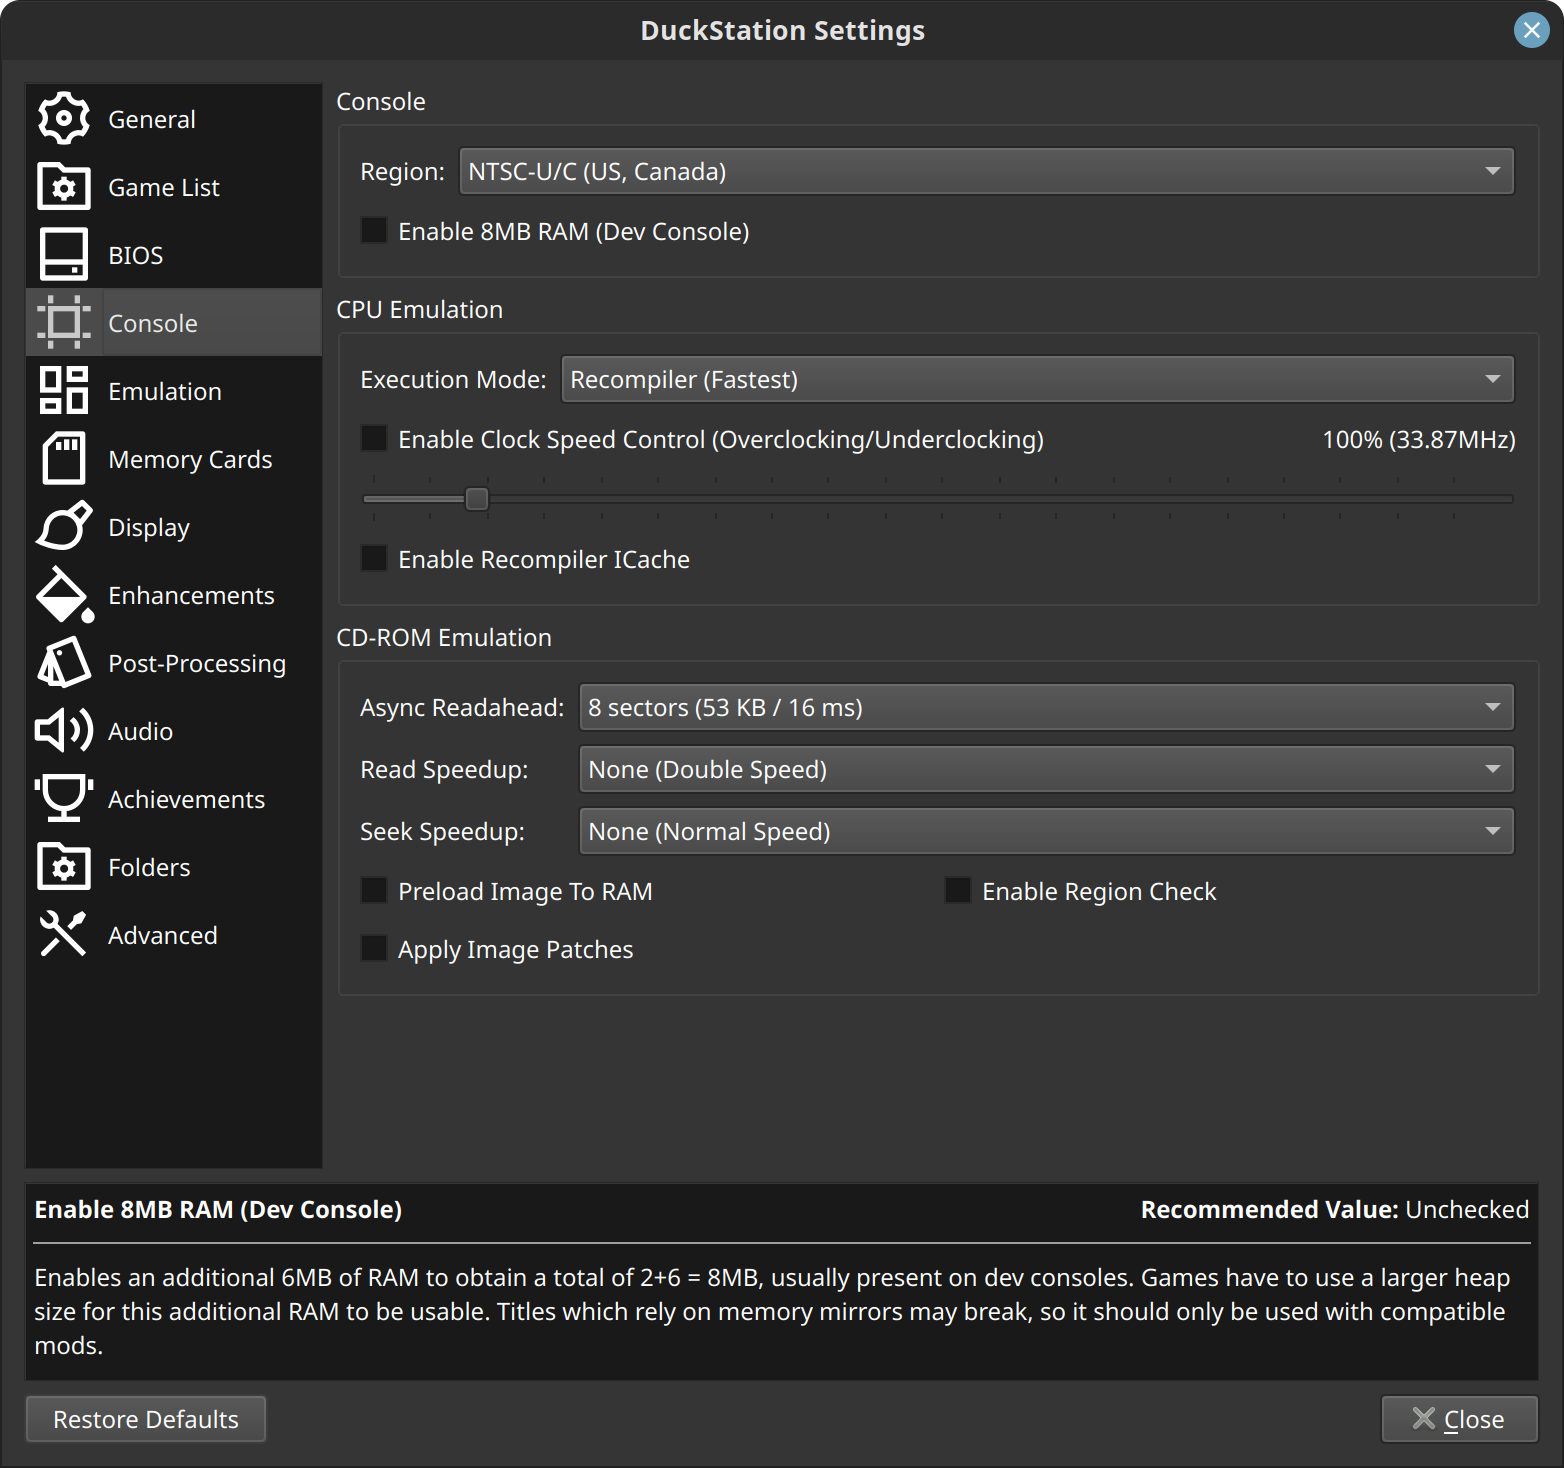 DuckStation Settings
General
Game List
BIOS
Console
Emulation
Memory Cards
Display
Enhancements
Post-Processing
Audio
Achievements
Folders
Advanced
Console
Region: NTSC-U/C (US, Canada)
Enable 8MB RAM (Dev Console)
CPU Emulation
Execution Mode: Recompiler (Fastest)
Enable Clock Speed Control (Overclocking/Underclocking) 100% (33.87MHz)
Enable Recompiler ICache
CD-ROM Emulation
Async Readahead: 8 sectors (53 KB / 16 ms)
Read Speedup: None (Double Speed)
Seek Speedup: None (Normal Speed)
Preload Image To RAM Enable Region Check
Apply Image Patches
Enable 8MB RAM (Dev Console) Recommended Value: Unchecked
Enables an additional 6MB of RAM to obtain a total of 2+6 = 8MB, usually present on dev consoles. Games have to use a larger heap
size for this additional RAM to be usable. Titles which rely on memory mirrors may break, so it should only be used with compatible
mods.
Restore Defaults Close